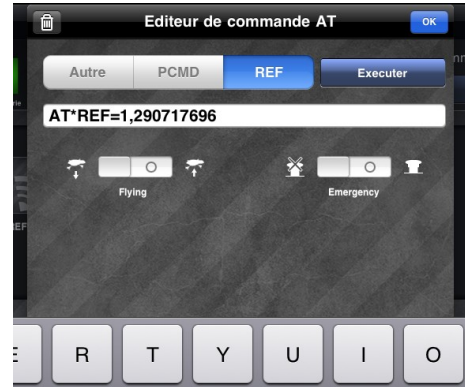 Editeur de commande AT
OK
Autre
PCMD
REF
Executer
AT*REF=1,290717696
Flying
Emergency
R
T
Y
U
I
O